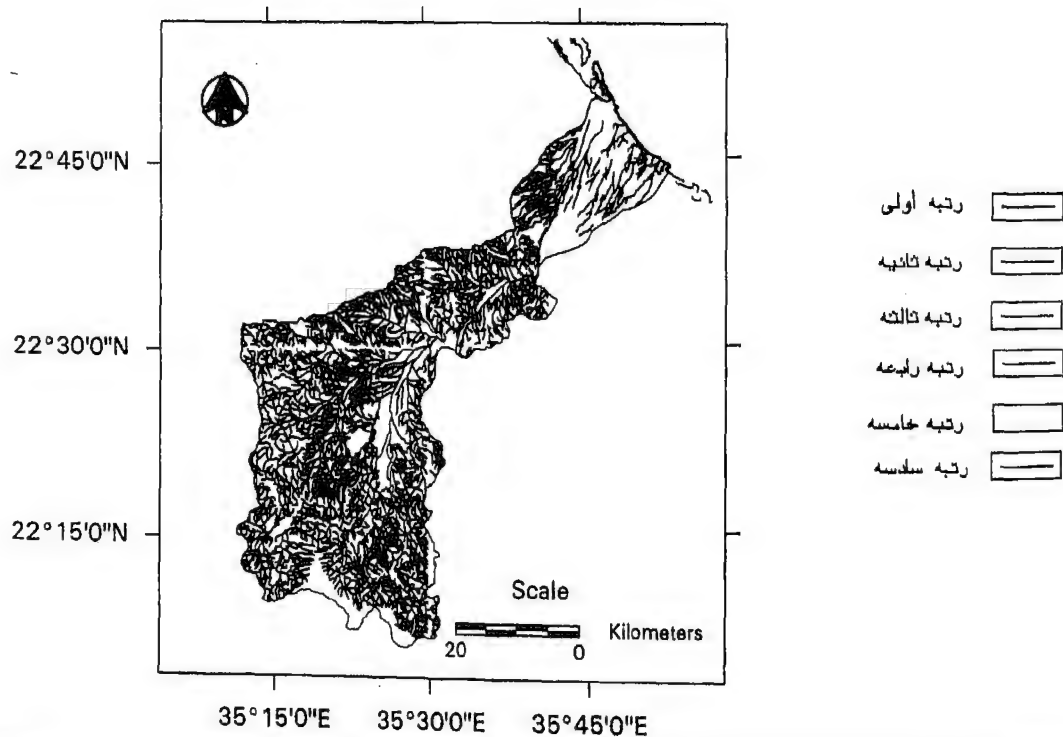 22°45'0"N
22°30'0"N
22°15'0"N
35°15'0"E
35°30'0"E
35°46'0"E
Scale
20 0
Kilometers
رتبه أولى
رتبه ثانيه
رتبه ثالثه
رتبه رابعه
رتبه خامسه
رتبه سادسه